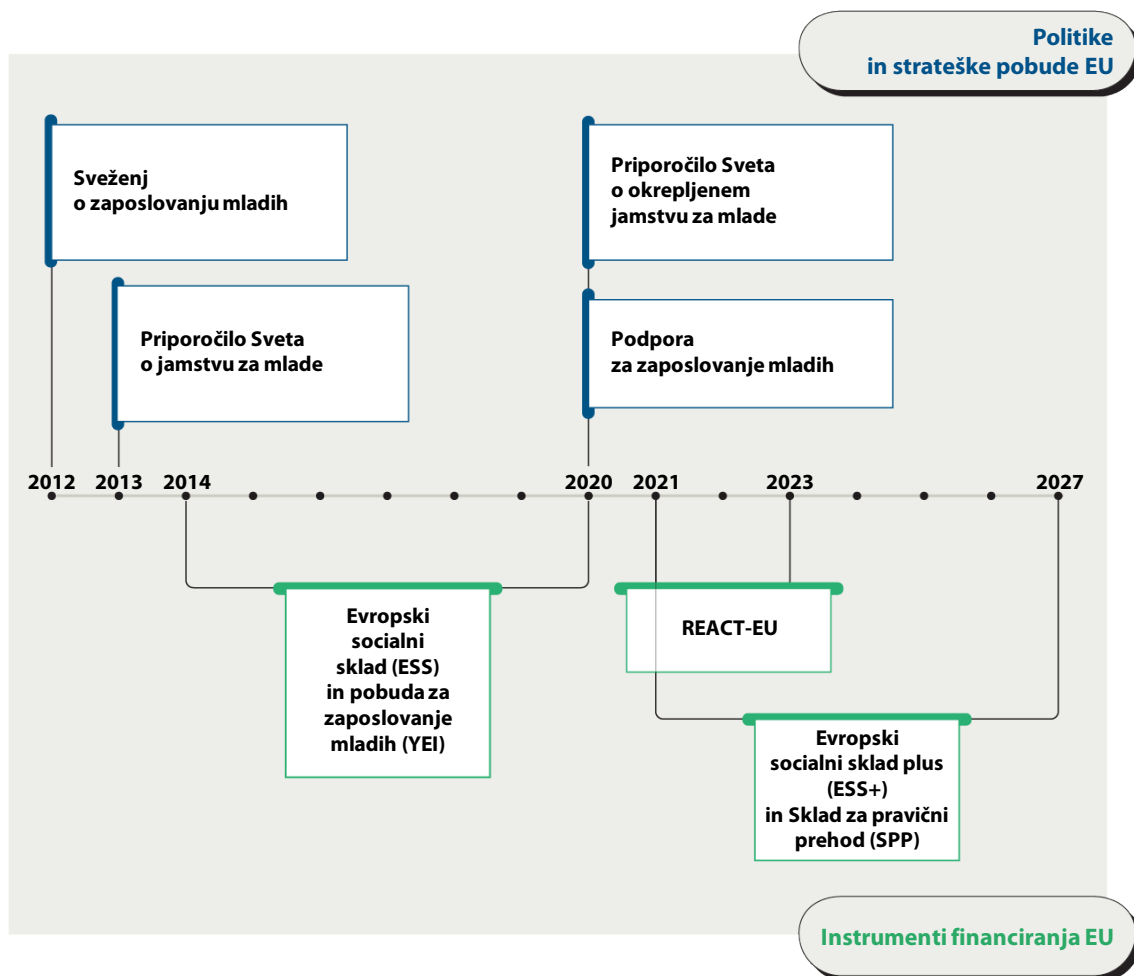 Politike
in strateške pobude EU
Sveženj
o zaposlovanju mladih
Priporočilo Sveta
o okrepljenem
jamstvu za mlade
Priporočilo Sveta
o jamstvu za mlade
Podpora
za zaposlovanje mladih
2012 2013 2014 2020 2021 2023 2027
Evropski
socialni
sklad (ESS)
in pobuda za
zaposlovanje
mladih (YEI)
REACT-EU
Evropski
socialni sklad plus
(ESS+)
in Sklad za pravični
prehod (SPP)
Instrumenti financiranja EU